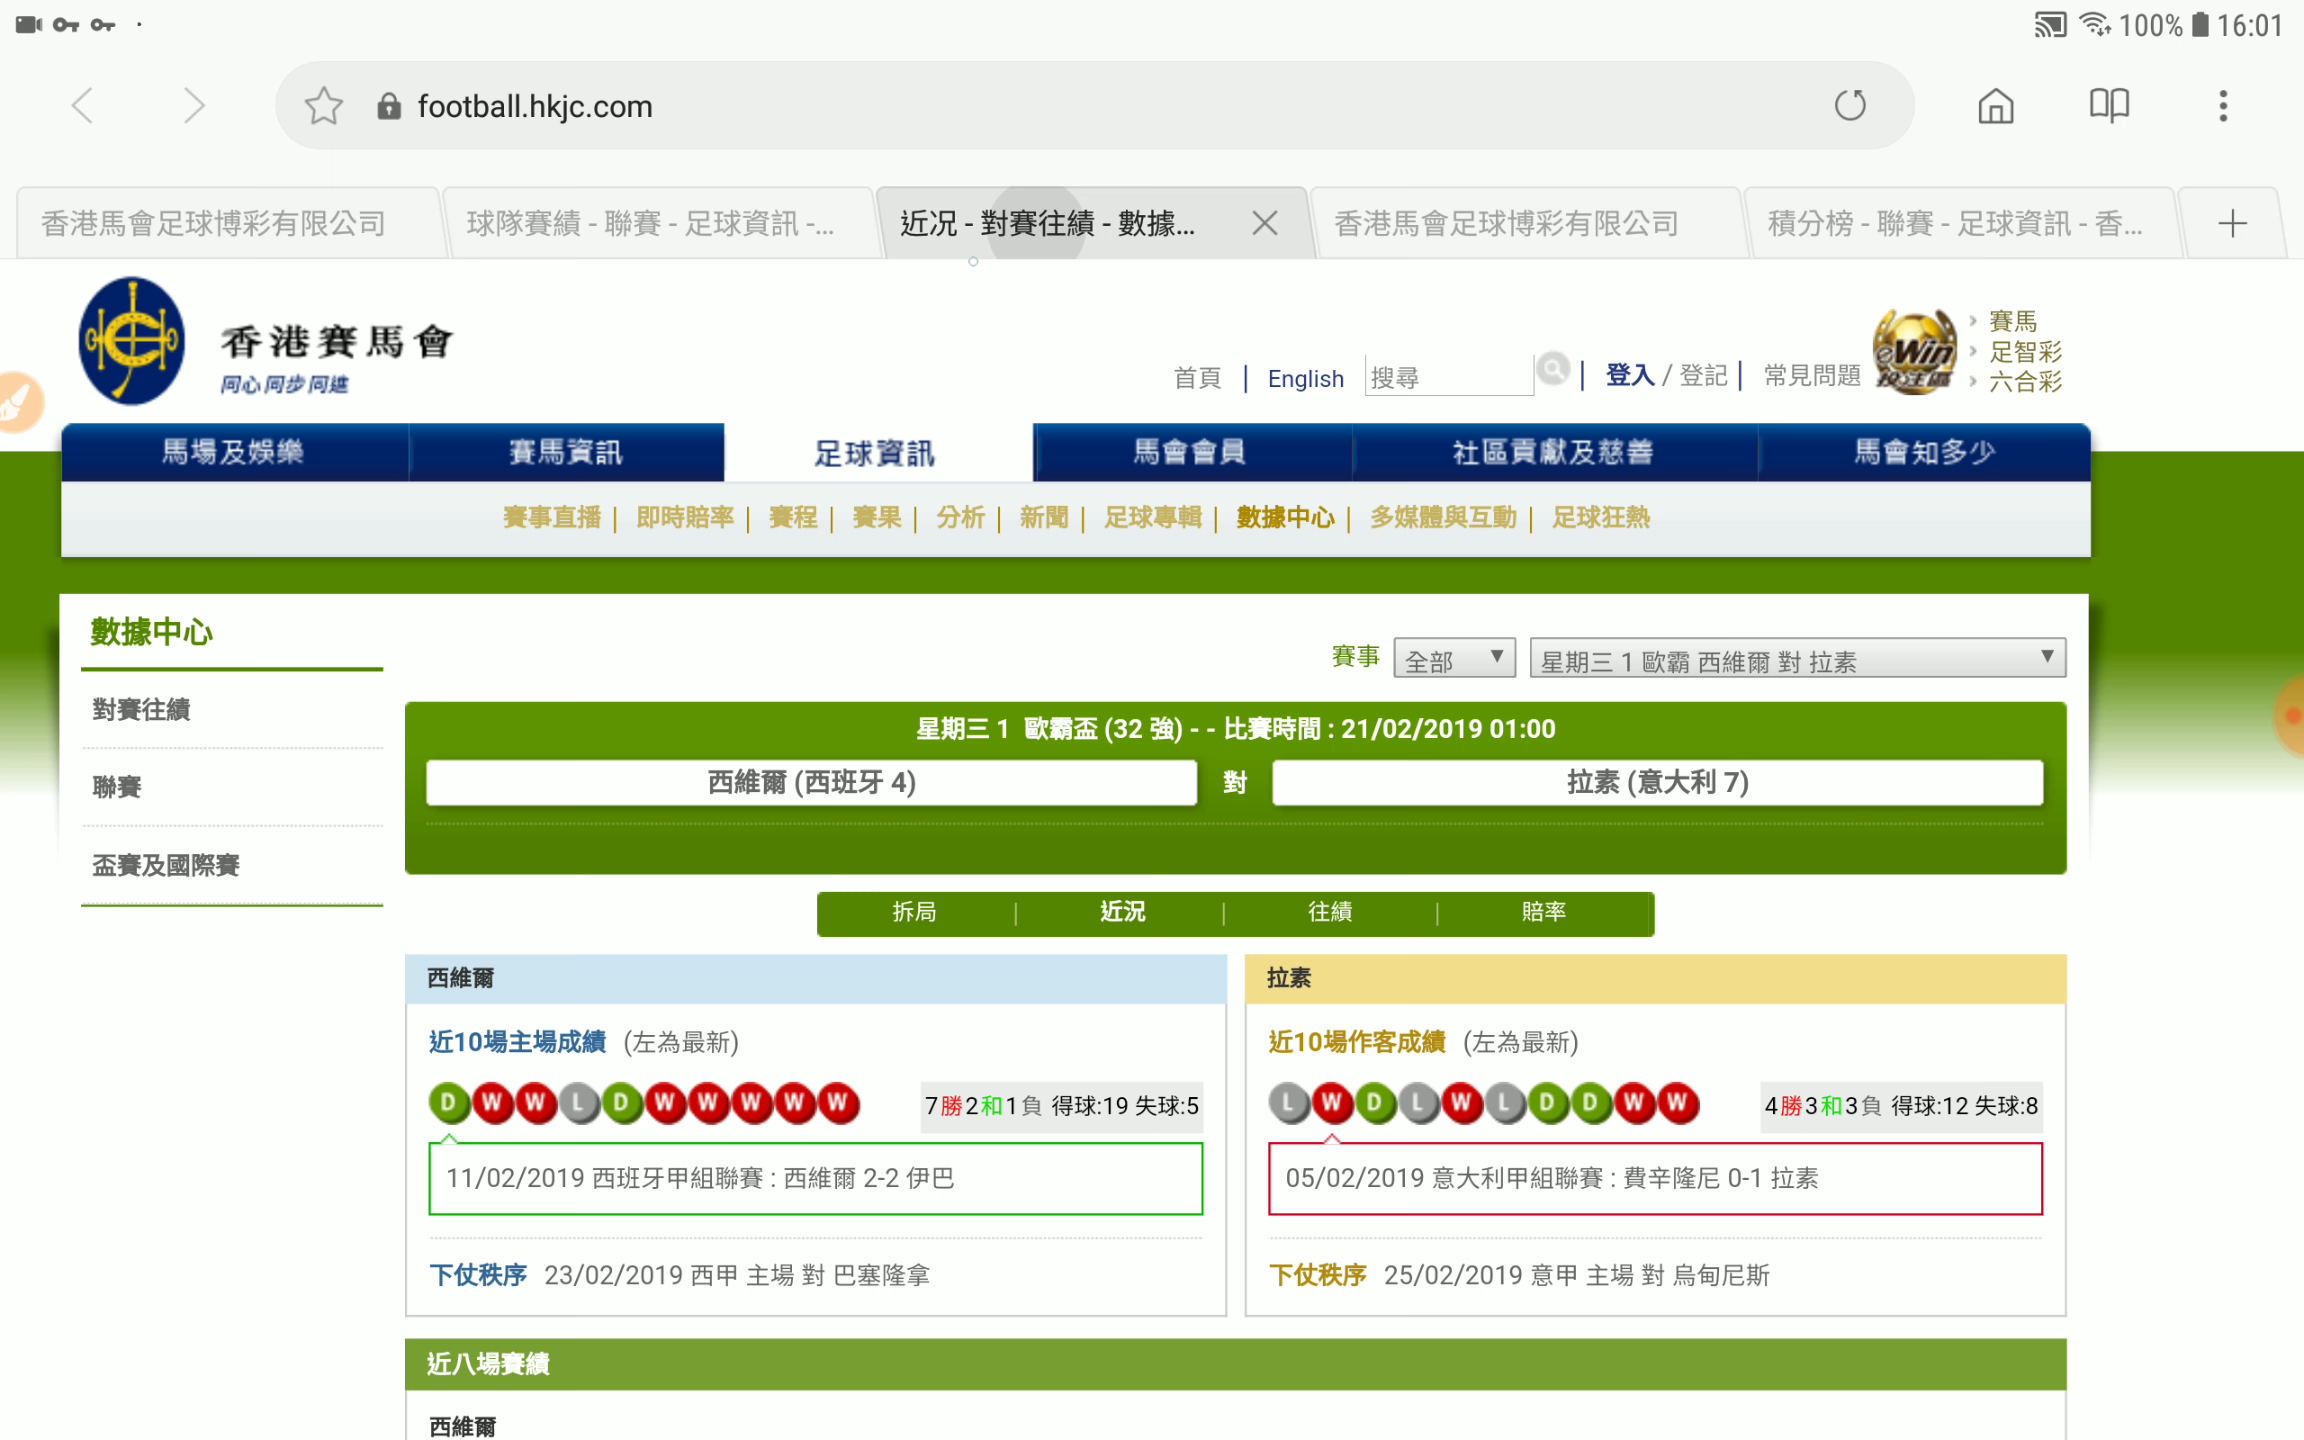 100% 16:01
football.hkjc.com
香港馬會足球博彩有限公司
球隊賽績 - 聯賽 - 足球資訊 -...
近況 - 對賽往績 - 數據...
香港馬會足球博彩有限公司
積分榜 - 聯賽 - 足球資訊 - 香...
香港賽馬會
同心同步同進
首頁 | English 搜尋 | 登入 / 登記 | 常見問題
eWin
投注區
賽馬
足智彩
六合彩
馬場及娛樂 賽馬資訊 足球資訊 馬會會員 社區貢獻及慈善 馬會知多少
賽事直播 | 即時賠率 | 賽程 | 賽果 | 分析 | 新聞 | 足球專輯 | 數據中心 | 多媒體與互動 | 足球狂熱
數據中心
對賽往績
聯賽
盃賽及國際賽
賽事 全部 星期三 1 歐霸 西維爾 對 拉素
星期三 1 歐霸盃 (32 強) - - 比賽時間 : 21/02/2019 01:00
西維爾 (西班牙 4) 對 拉素 (意大利 7)
拆局 | 近況 | 往績 | 賠率
西維爾
近10場主場成績 (左為最新)
D W W L D W W W W W 7勝2和1負 得球:19 失球:5
11/02/2019 西班牙甲組聯賽 : 西維爾 2-2 伊巴
下仗秩序 23/02/2019 西甲 主場 對 巴塞隆拿
拉素
近10場作客成績 (左為最新)
L W D L W L D D W W 4勝3和3負 得球:12 失球:8
05/02/2019 意大利甲組聯賽 : 費辛隆尼 0-1 拉素
下仗秩序 25/02/2019 意甲 主場 對 烏甸尼斯
近八場賽績
西維爾